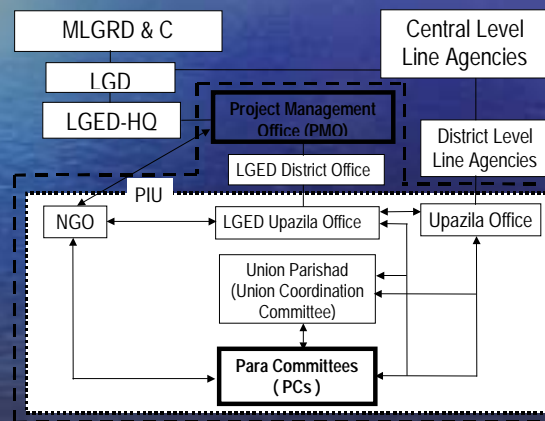 MLGRD & C
Central Level
Line Agencies
LGD
LGED-HQ
Project Management
Office (PMO)
District Level
Line Agencies
LGED District Office
PIU
NGO
LGED Upazila Office
Upazila Office
Union Parishad
(Union Coordination
Committee)
Para Committees
( PCs)